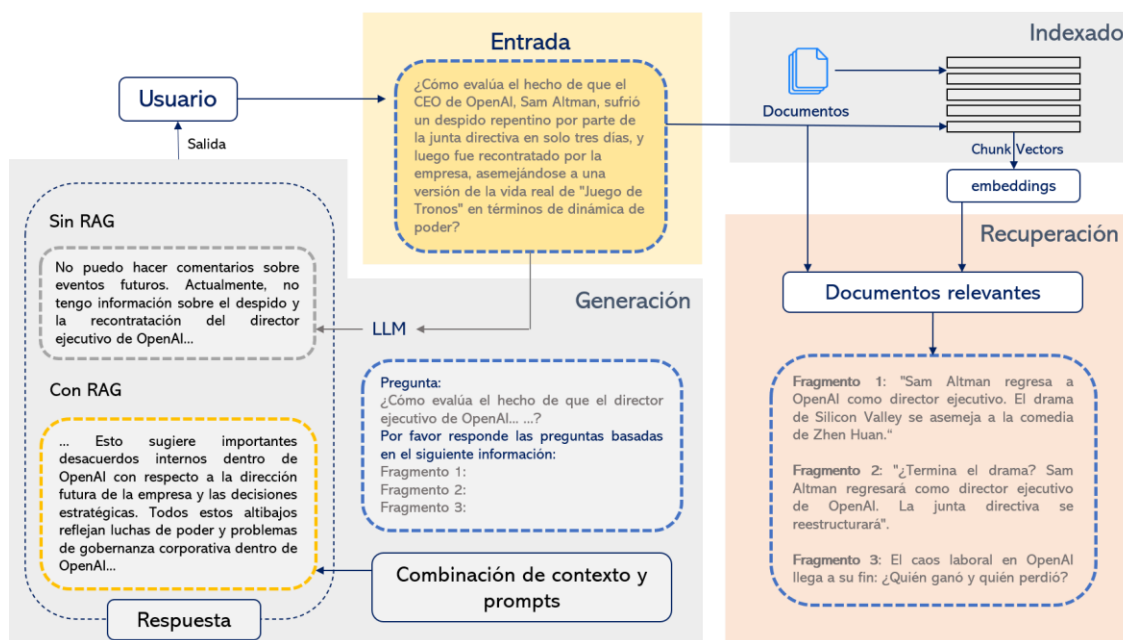 Entrada
Indexado
Usuario
¿Cómo evalúa el hecho de que el
CEO de OpenAI, Sam Altman, sufrió
un despido repentino por parte de
la junta directiva en solo tres dias, y
luego fue recontratado por la
empresa, asemejándose a una
versión de la vida real de "Juego de
Tronos" en términos de dinámica de
poder?
Documentos
Chunk Vectors
embeddings
Salida
Sin RAG
No puedo hacer comentarios sobre
eventos futuros. Actualmente, no
tengo información sobre el despido y
la recontratación del director
ejecutivo de OpenAI...
Con RAG
... Esto sugiere importantes
desacuerdos internos dentro de
OpenAI con respecto a la dirección
futura de la empresa y las decisiones
estratégicas. Todos estos altibajos
reflejan luchas de poder y problemas
de gobernanza corporativa dentro de
OpenAI...
Respuesta
Generación
LLM
Pregunta:
¿Cómo evalúa el hecho de que el director
ejecutivo de OpenAI... ...?
Por favor responde las preguntas basadas
en el siguiente información:
Fragmento 1:
Fragmento 2:
Fragmento 3:
Combinación de contexto y
prompts
Recuperación
Documentos relevantes
Fragmento 1: "Sam Altman regresa a
OpenAI como director ejecutivo. El drama
de Silicon Valley se asemeja a la comedia
de Zhen Huan."
Fragmento 2: "¿Termina el drama? Sam
Altman regresará como director ejecutivo
de OpenAI. La junta directiva se
reestructurará".
Fragmento 3: El caos laboral en OpenAI
llega a su fin: ¿Quién ganó y quién perdió?